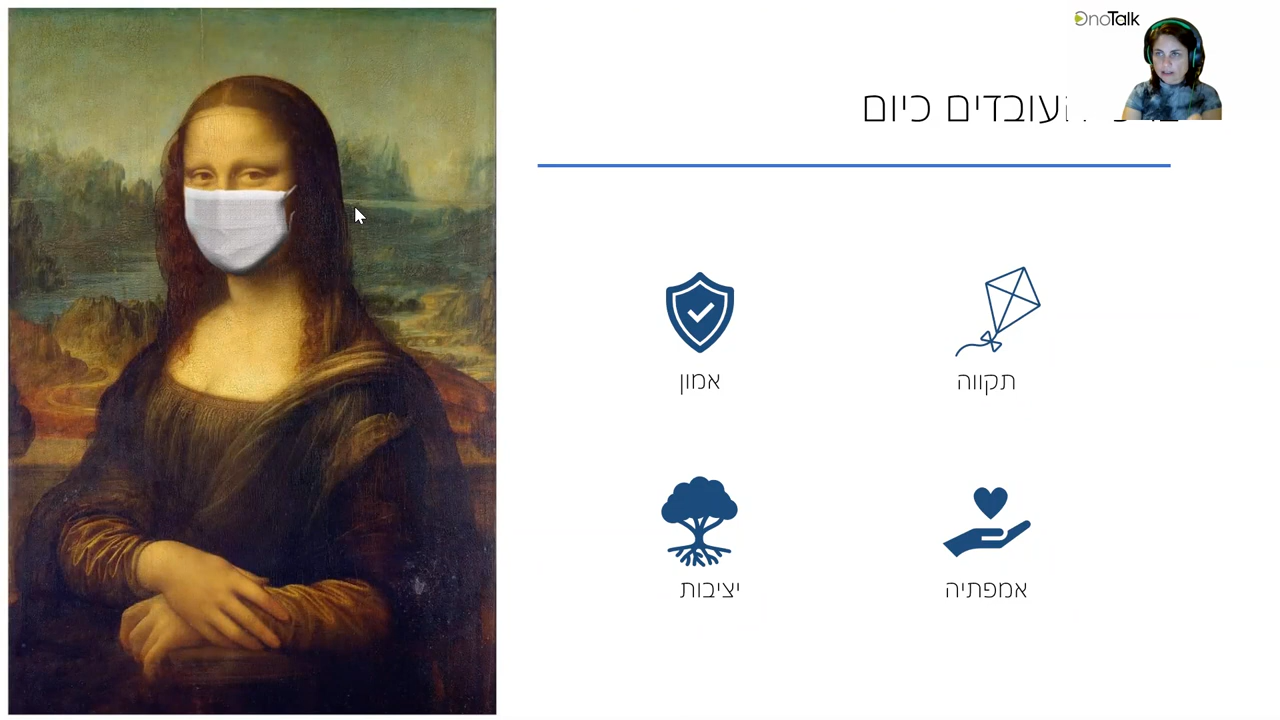 OnoTalk
העובדים כיום
תקווה
אמון
אמפתיה
יציבות